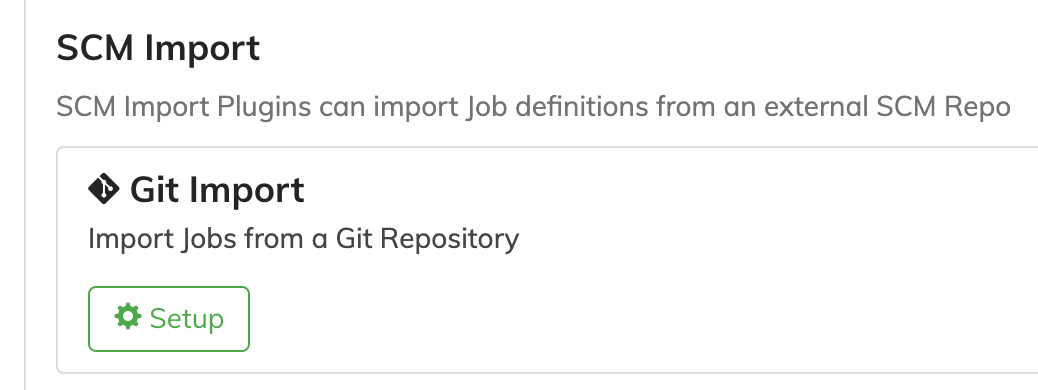 SCM Import
SCM Import Plugins can import Job definitions from an external SCM Repo
Git Import
Import Jobs from a Git Repository
Setup